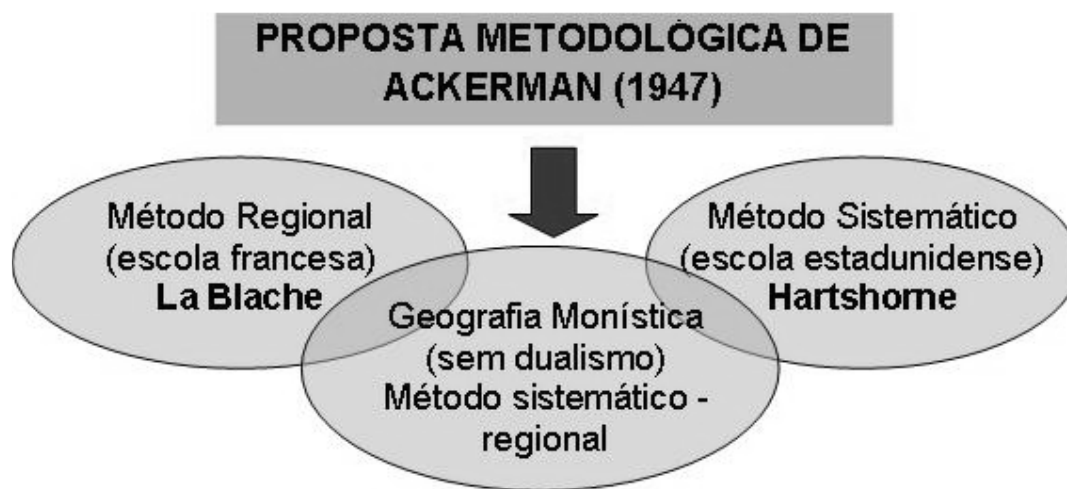 PROPOSTA METODOLÓGICA DE
ACKERMAN (1947)
Método Regional
(escola francesa)
La Blache
Método Sistemático
(escola estadunidense)
Hartshorne
Geografia Monística
(sem dualismo)
Método sistemático -
regional